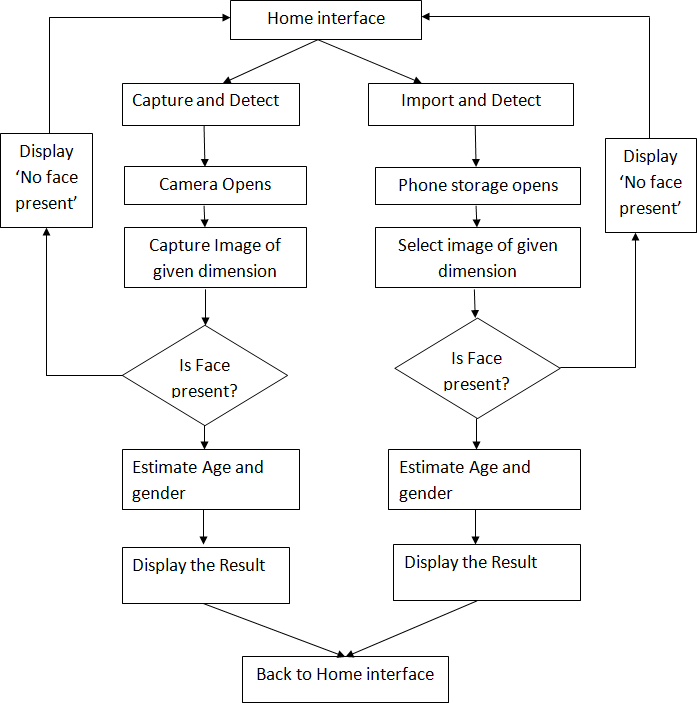 Home interface
Capture and Detect
Import and Detect
Display
‘No face
present’
Display
‘No face
present’
Camera Opens
Phone storage opens
Capture Image of
given dimension
Select image of given
dimension
Is Face
present?
Is Face
present?
Estimate Age and
gender
Estimate Age and
gender
Display the Result
Display the Result
Back to Home interface